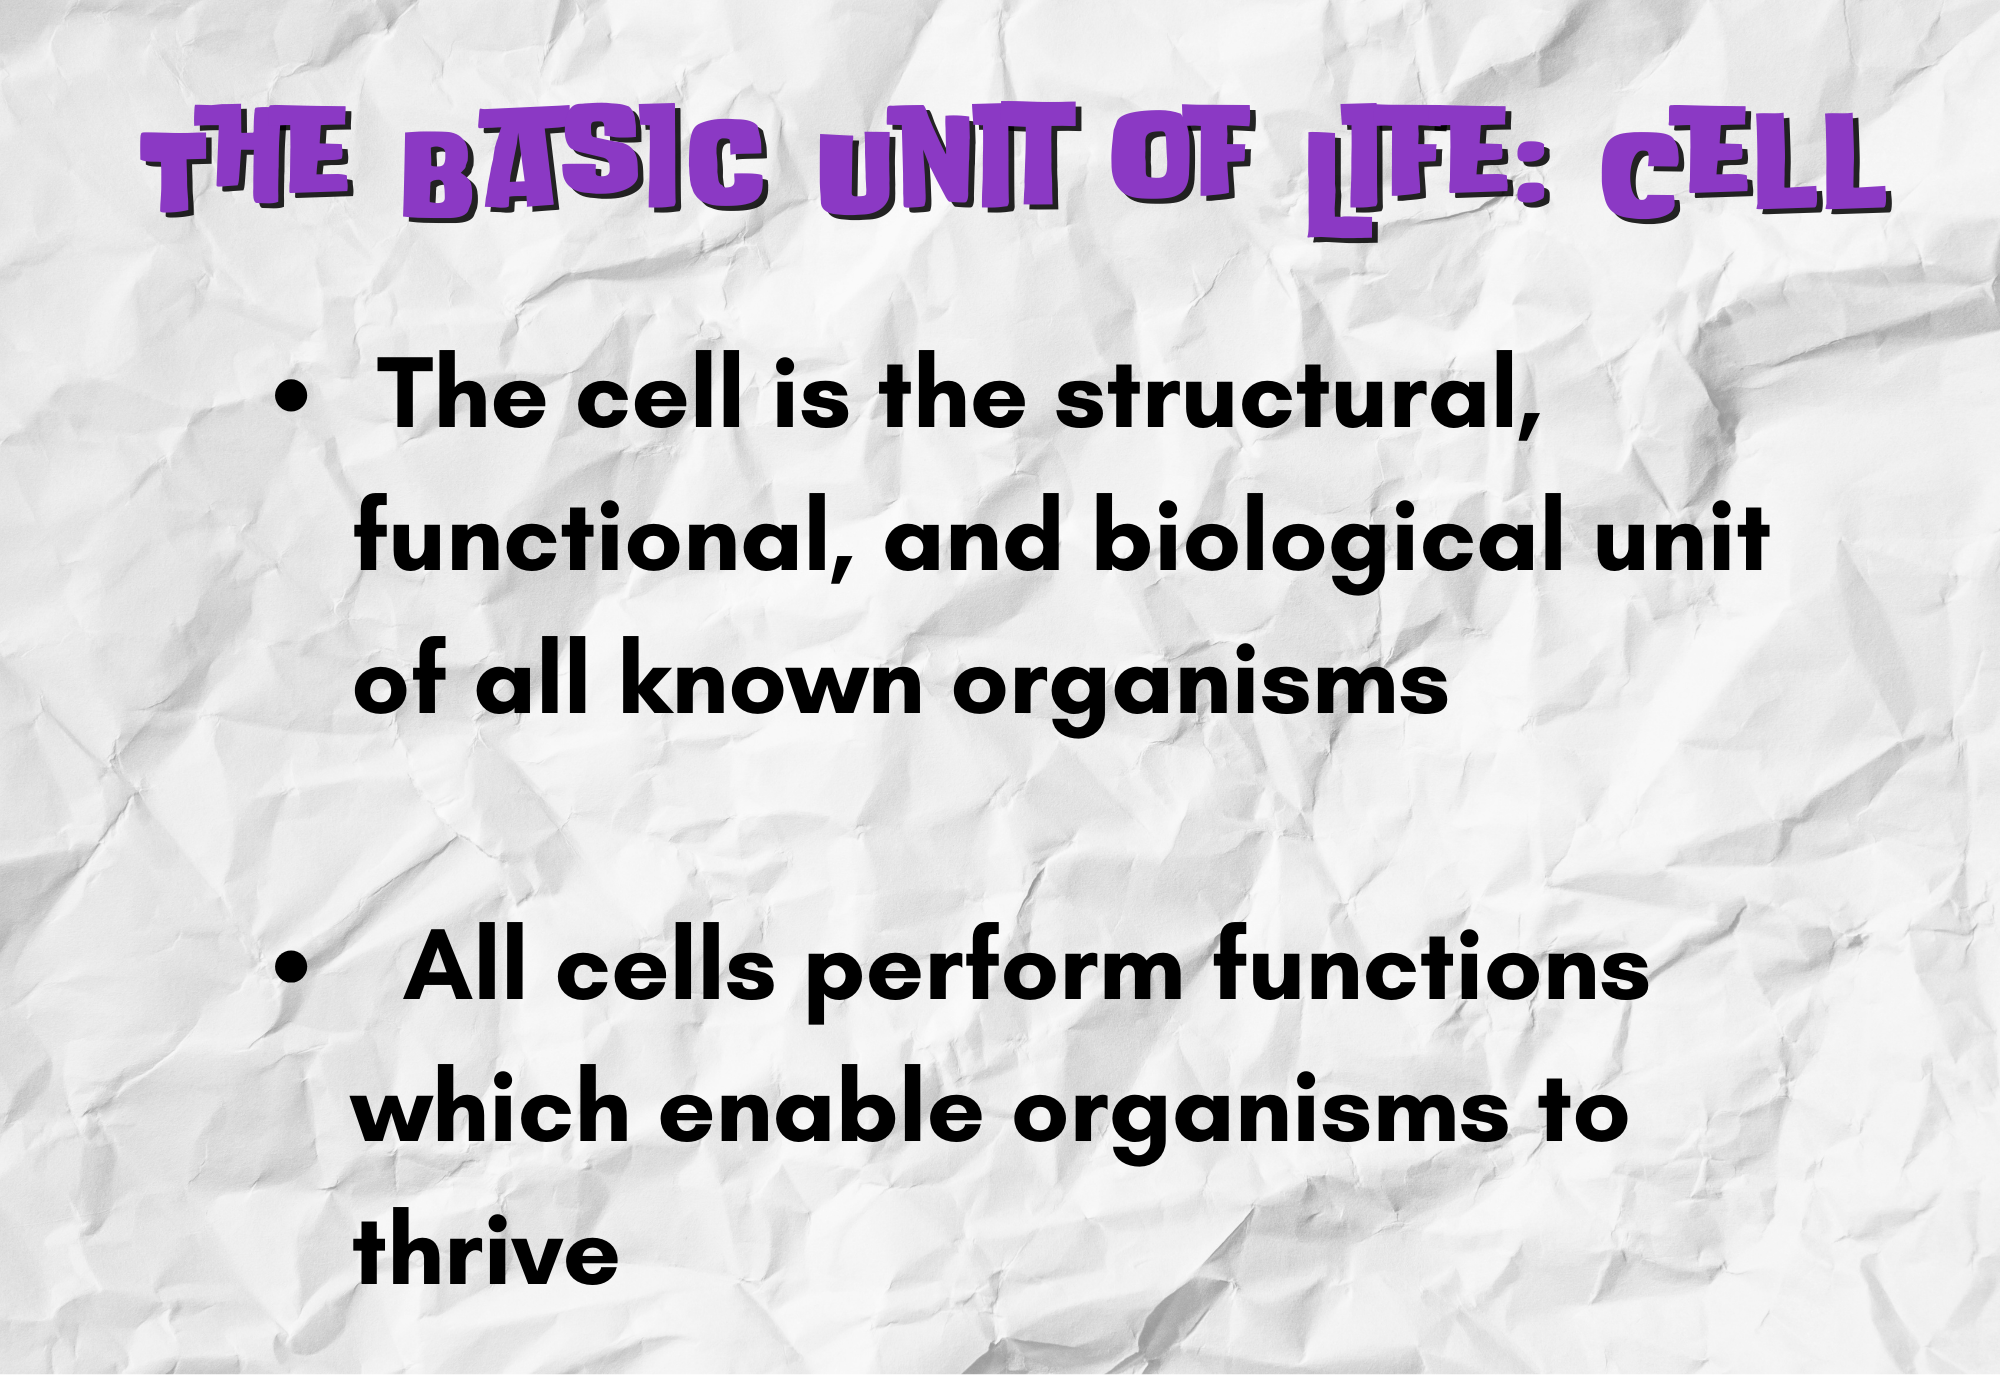 The Basic Unit of Life: Cell
• The cell is the structural,
functional, and biological unit
of all known organisms
• All cells perform functions
which enable organisms to
thrive